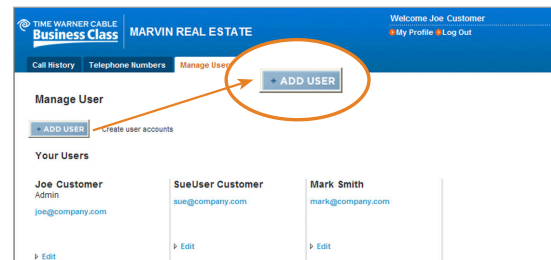 TIME WARNER CABLE
Business Class
MARVIN REAL ESTATE
Welcome Joe Customer
My Profile Log Out
Call History Telephone Numbers Manage User
+ ADD USER
Manage User
+ ADD USER Create user accounts
Your Users
Joe Customer SueUser Customer Mark Smith
Admin sue@company.com mark@company.com
joe@company.com
Edit Edit
Edit